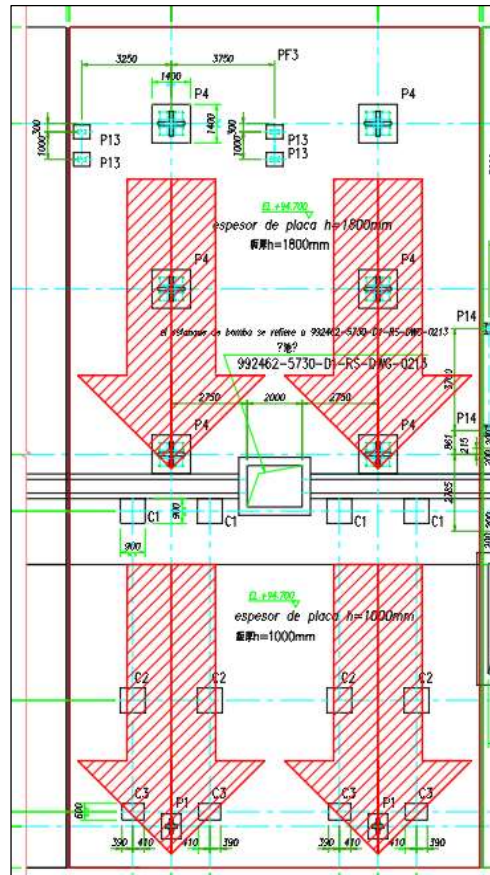 3250
3750
PF3
1400
P4
1400
300
1000
P13
P13
300
1000
P13
P13
EL +94.700
espesor de placa h=1800mm
板厚h=1800mm
P4
P4
P14
el estanque de bomba se refiere a 992462-5730-D1-RS-DWG-0213
?池?
992462-5730-D1-RS-DWG-0213
3700
2750
2000
2750
P14
P4
P4
861
215
2785
C1
900
C1
C1
C1
900
EL +94.700
espesor de placa h=1000mm
板厚h=1000mm
C2
C2
C2
C2
C3
P1
C3
C3
P1
C3
600
390
410
410
390
390
410
410
390